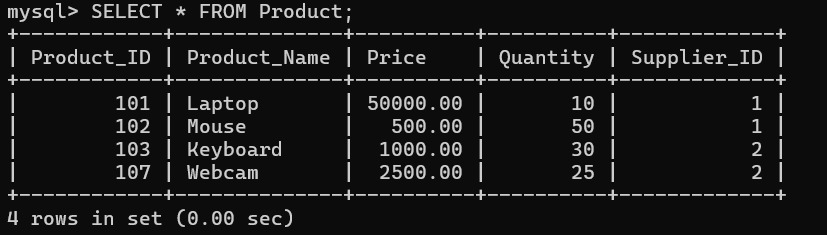 mysql> SELECT * FROM Product;
+------------+--------------+----------+----------+-------------+
| Product_ID | Product_Name | Price    | Quantity | Supplier_ID |
+------------+--------------+----------+----------+-------------+
|        101 | Laptop       | 50000.00 |       10 |           1 |
|        102 | Mouse        |   500.00 |       50 |           1 |
|        103 | Keyboard     |  1000.00 |       30 |           2 |
|        107 | Webcam       |  2500.00 |       25 |           2 |
+------------+--------------+----------+----------+-------------+
4 rows in set (0.00 sec)